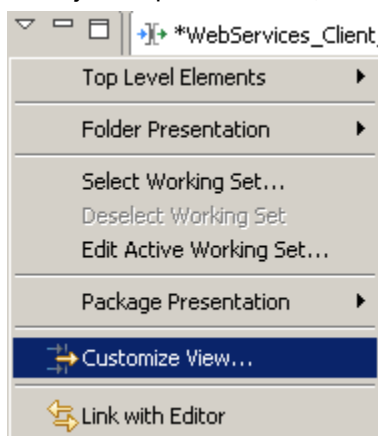 *WebServices_Client_
Top Level Elements
Folder Presentation
Select Working Set...
Deselect Working Set
Edit Active Working Set...
Package Presentation
Customize View...
Link with Editor